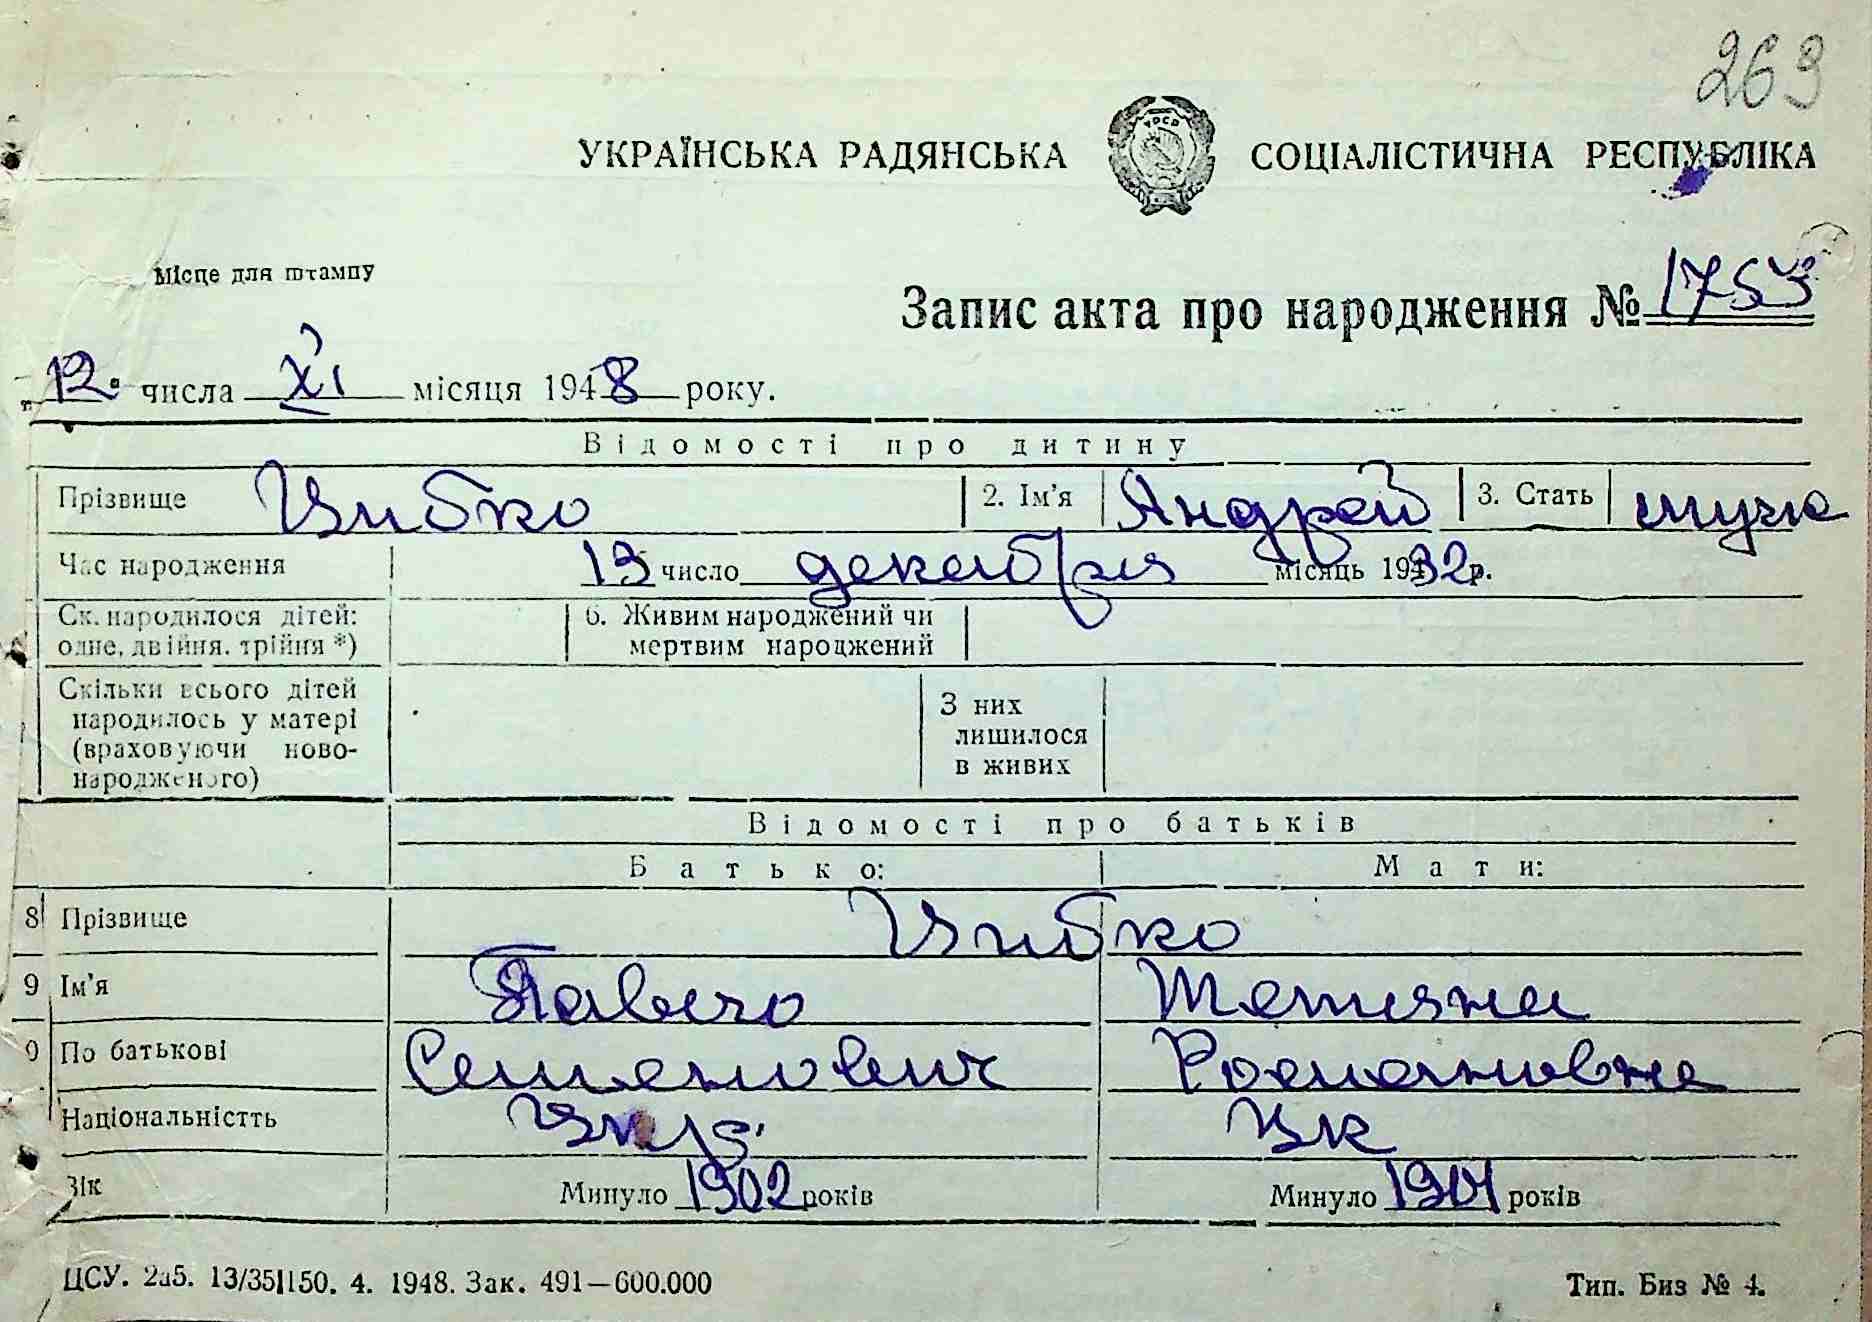 263
УКРАЇНСЬКА РАДЯНСЬКА СОЦІАЛІСТИЧНА РЕСПУБЛІКА
Місце для штампу
Запис акта про народження № 1753
12 числа XI місяця 1948 року.
Відомості про дитину
Прізвище Цибко 2. Ім'я Андрей 3. Стать муж
Час народження 13 число декабря місяць 1932 р.
Ск. народилося дітей: одне, двійня, трійня *)
6. Живим народжений чи мертвим народжений
Скільки всього дітей народилось у матері (враховуючи новонародженого)
З них лишилося в живих
Відомості про батьків
Батько: Мати:
8 Прізвище Цибко
9 Ім'я Павло Тетяна
0 По батькові Семенович Романовна
Національністть Укр. Ук
Вік Минуло 1902 років Минуло 1904 років
ЦСУ. 2а5. 13/35|150. 4. 1948. Зак. 491—600.000 Тип. Биз № 4.